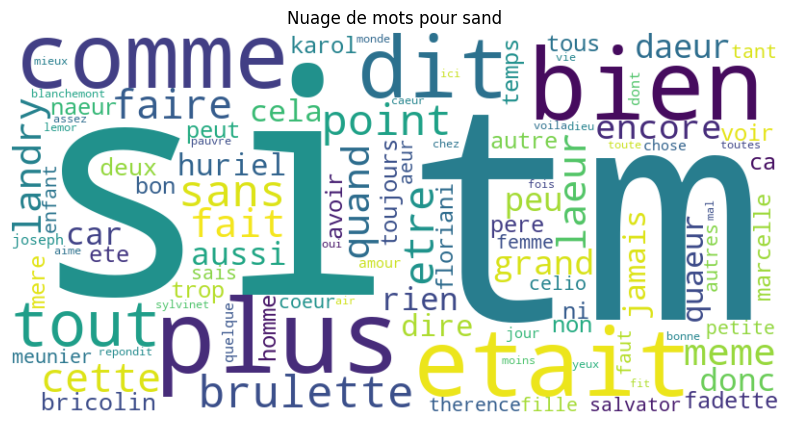 Nuage de mots pour sand
comme
dit
bien
karol
monde
tous
daeur
tant
mieux
ici
vie
blanchemont
naeur
faire
cela
point
caeur
temps
dont
voila
dieu
encore
voir
assez
lemor
peut
pauvre
landry
si
tm
aeur
chez
autre
toute
chose
toutes
deux
huriel
sans
quand
toujours
laeur
ca
enfant
bon
avoir
fois
peu
floriani
etre
pere
jamais
quaeur
autres
mal
marcelle
joseph
car
fait
oui
femme
aime
ete
aussi
amour
grand
mere
sais
trop
coeur
air
rien
celio
ni
sylvinet
tout
plus
quelque
homme
dire
jour
non
petite
meunier
repondit
etait
faut
bonne
meme
cette
moins
yeux
donc
bricolin
brulette
therence
fille
fit
salvator
fadette